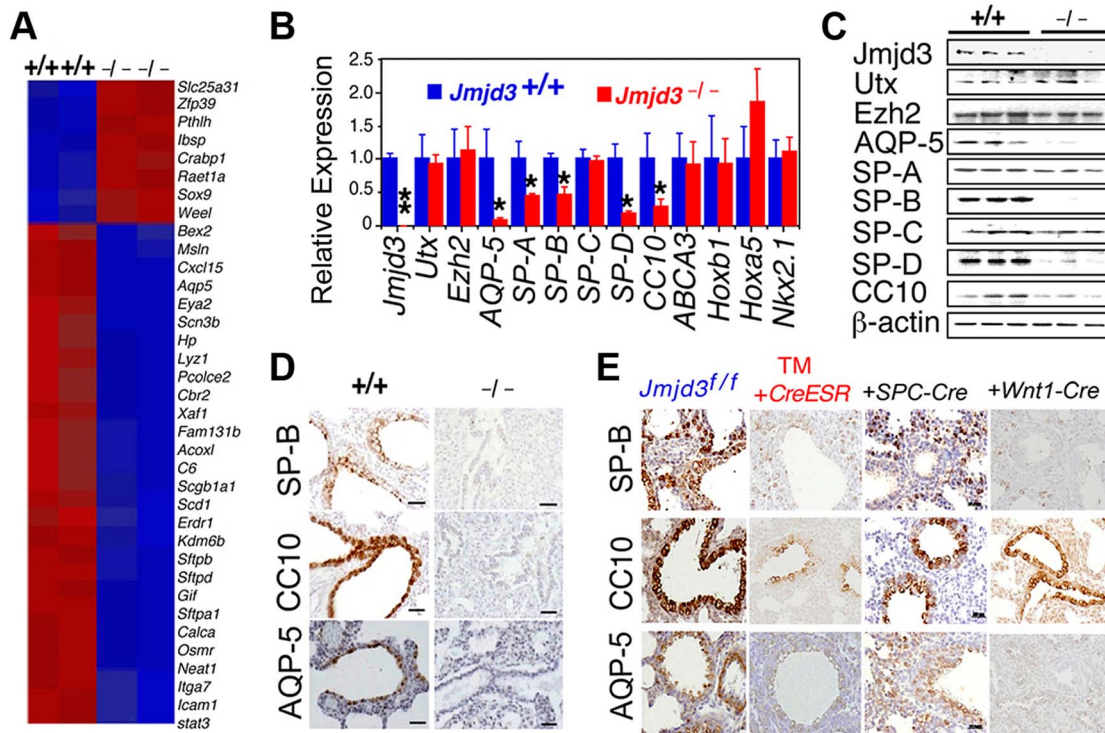 A
+/+ +/+ –/– –/–
Slc25a31
Zfp39
Pthlh
Ibsp
Crabp1
Raet1a
Sox9
Weel
Bex2
Msln
Cxcl15
Aqp5
Eya2
Scn3b
Hp
Lyz1
Pcolce2
Cbr2
Xaf1
Fam131b
Acoxl
C6
Scgb1a1
Scd1
Erdr1
Kdm6b
Sftpb
Sftpd
Gif
Sftpa1
Calca
Osmr
Neat1
Itga7
Icam1
stat3
B
Relative Expression
2.5
2.0
1.5
1.0
0.5
0
Jmjd3 +/+
Jmjd3 –/–
**
*
*
*
*
*
Jmjd3
Utx
Ezh2
AQP-5
SP-A
SP-B
SP-C
SP-D
CC10
ABCA3
Hoxb1
Hoxa5
Nkx2.1
C
+/+ –/–
Jmjd3
Utx
Ezh2
AQP-5
SP-A
SP-B
SP-C
SP-D
CC10
β-actin
D
+/+ –/–
SP-B
CC10
AQP-5
E
Jmjd3f/f
TM
+CreESR
+SPC-Cre
+Wnt1-Cre
SP-B
CC10
AQP-5